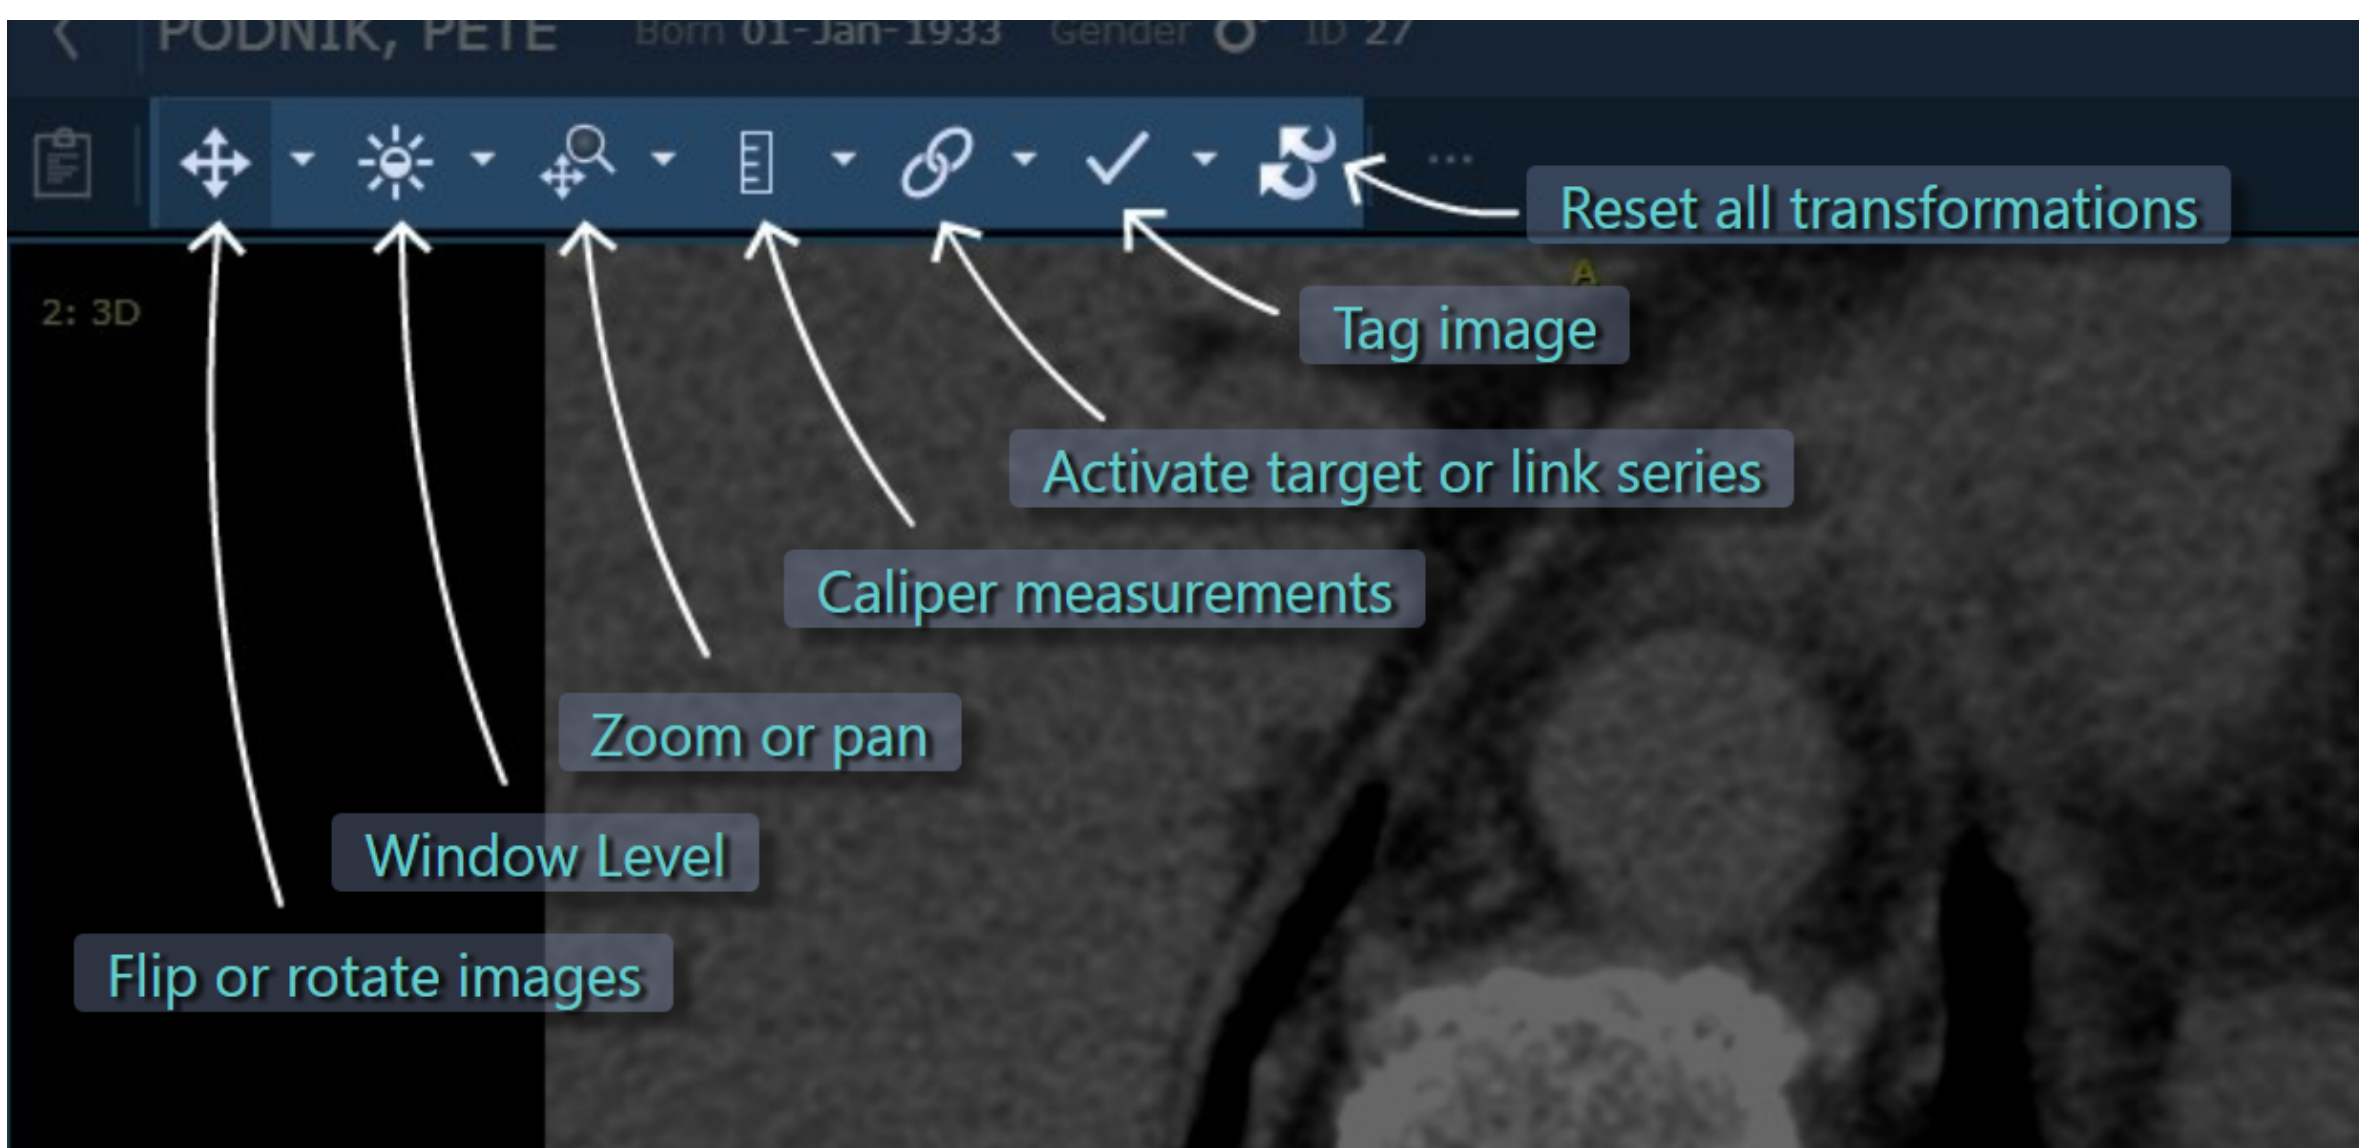 PODNIK, PETE Born 01-Jan-1933 Gender ID 27
...
Reset all transformations
A
2: 3D
Tag image
Activate target or link series
Caliper measurements
Zoom or pan
Window Level
Flip or rotate images